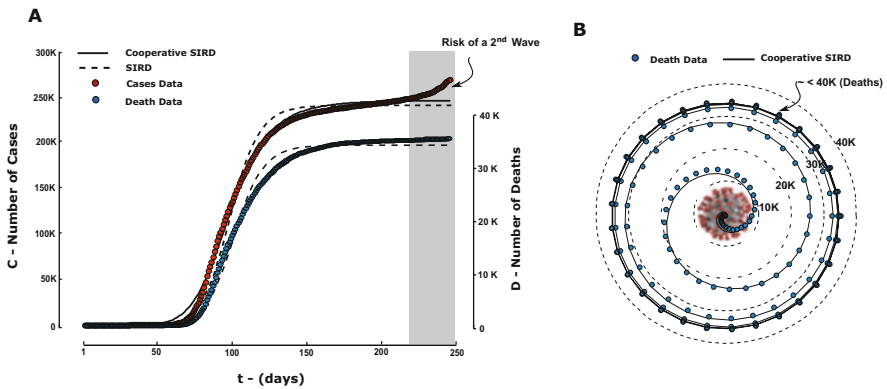 A
Cooperative SIRD
SIRD
Cases Data
Death Data
Risk of a 2nd Wave
300K
250K
200K
150K
100K
50K
0
C - Number of Cases
40 K
30 K
20 K
10 K
0
D - Number of Deaths
1
50
100
150
200
250
t - (days)
B
Death Data
Cooperative SIRD
~ < 40K (Deaths)
40K
30K
20K
10K